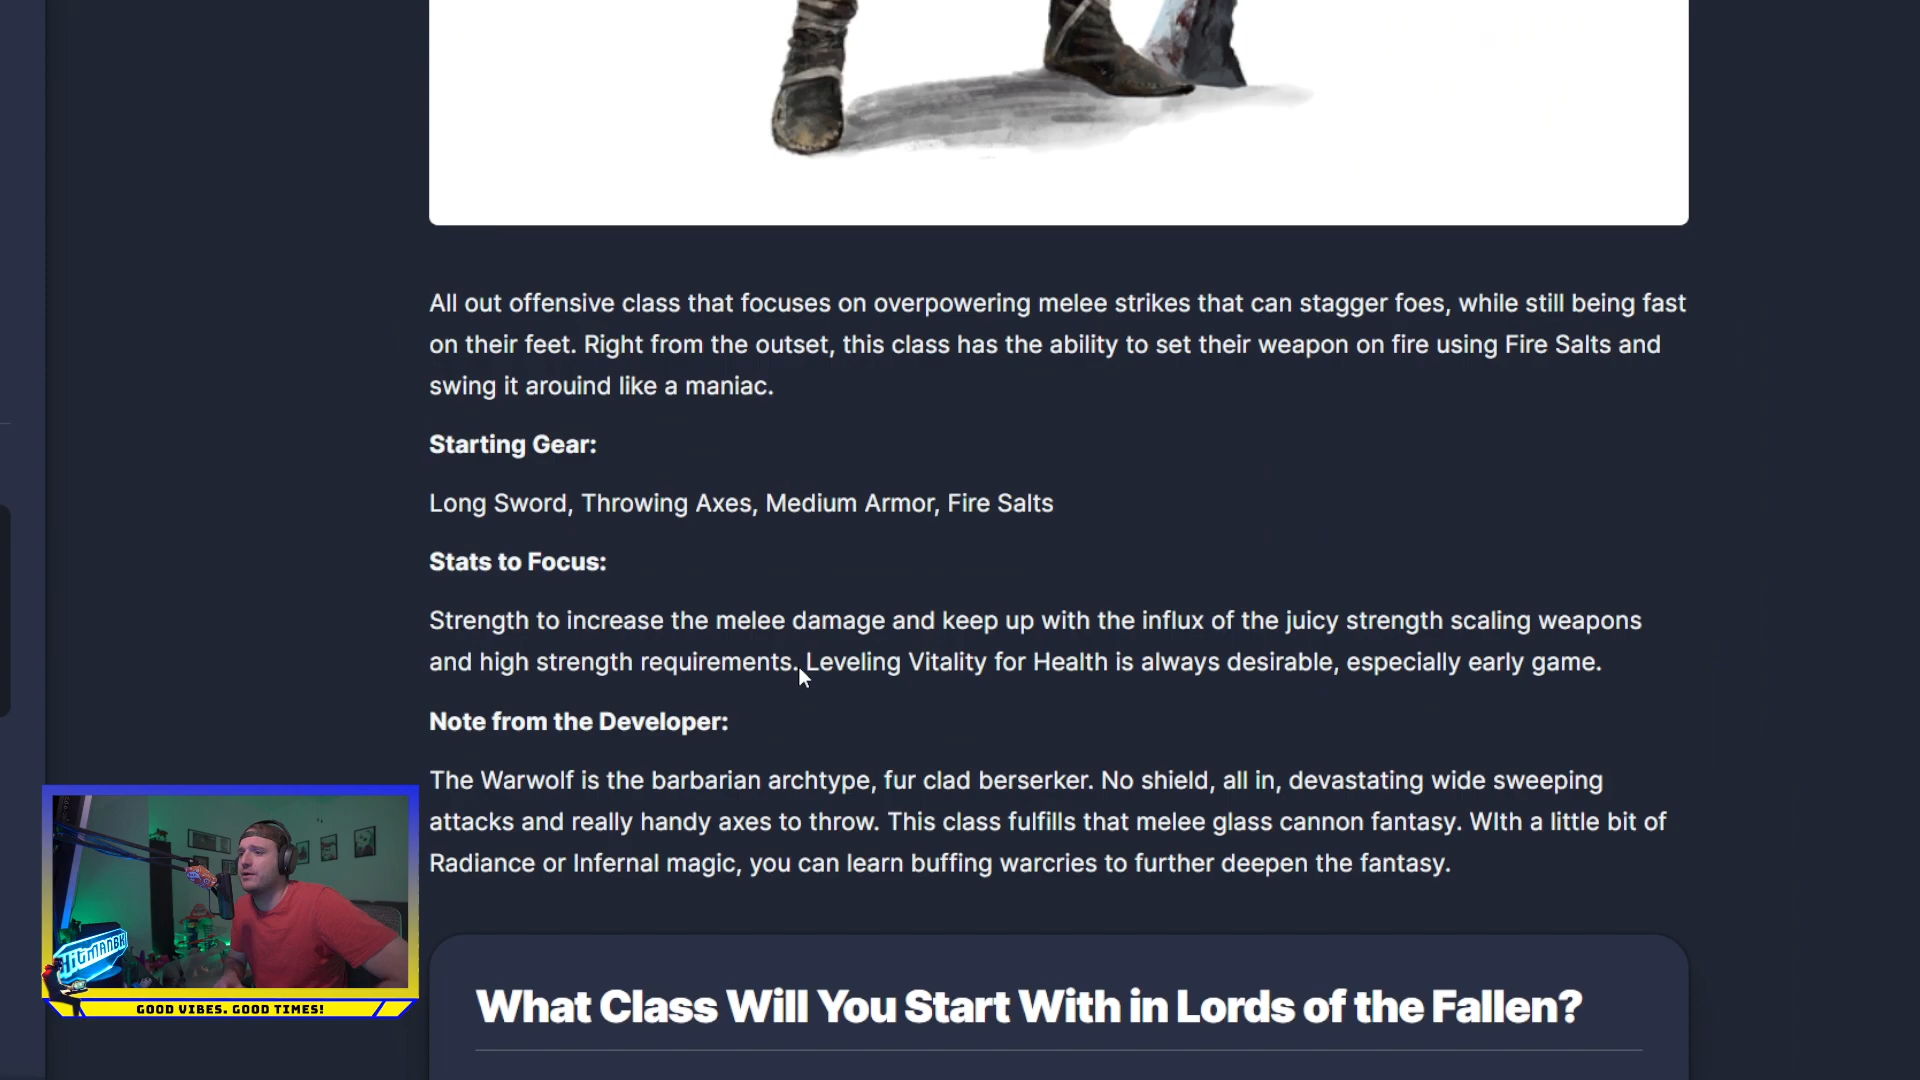 All out offensive class that focuses on overpowering melee strikes that can stagger foes, while still being fast
on their feet. Right from the outset, this class has the ability to set their weapon on fire using Fire Salts and
swing it arouind like a maniac.
Starting Gear:
Long Sword, Throwing Axes, Medium Armor, Fire Salts
Stats to Focus:
Strength to increase the melee damage and keep up with the influx of the juicy strength scaling weapons
and high strength requirements. Leveling Vitality for Health is always desirable, especially early game.
Note from the Developer:
The Warwolf is the barbarian archtype, fur clad berserker. No shield, all in, devastating wide sweeping
attacks and really handy axes to throw. This class fulfills that melee glass cannon fantasy. WIth a little bit of
Radiance or Infernal magic, you can learn buffing warcries to further deepen the fantasy.
HiTMANBK
GOOD VIBES. GOOD TIMES!
What Class Will You Start With in Lords of the Fallen?